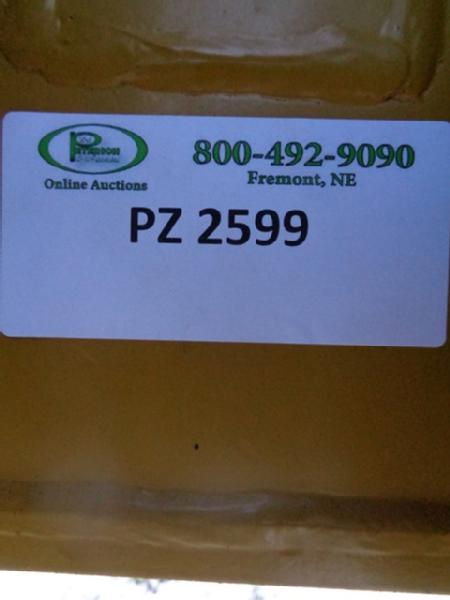 800-492-9090
Fremont, NE
Online Auctions
PZ 2599